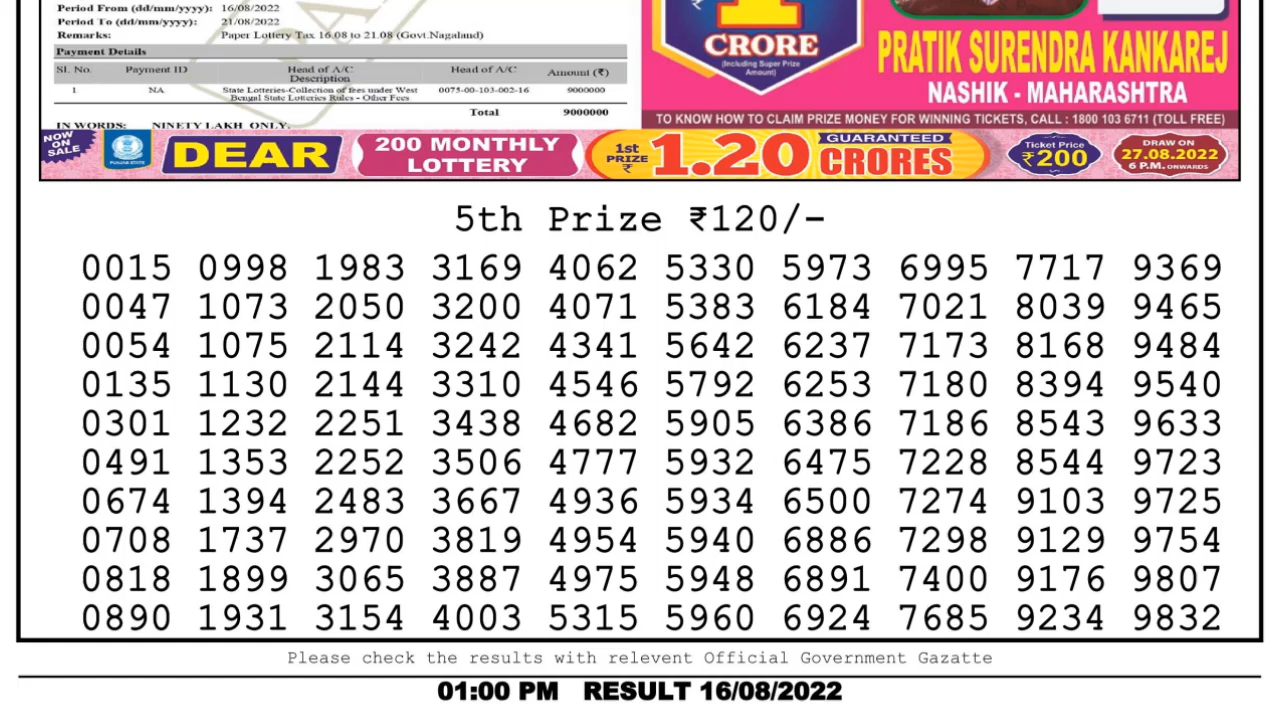 Period From (dd/mm/yyyy): 16/08/2022
Period To (dd/mm/yyyy): 21/08/2022
Remarks: Paper Lottery Tax 16.08 to 21.08 (Govt.Nagaland)
Payment Details
Sl. No. Payment ID Head of A/C Description Head of A/C Amount (₹)
1 NA State Lotteries-Collection of fees under West Bengal State Lotteries Rules - Other Fees 0075-00-103-002-16 9000000
Total 9000000
IN WORDS: NINETY LAKH ONLY.
₹ 1
CRORE
(Including Super Prize
Amount)
PRATIK SURENDRA KANKAREJ
NASHIK - MAHARASHTRA
TO KNOW HOW TO CLAIM PRIZE MONEY FOR WINNING TICKETS, CALL : 1800 103 6711 (TOLL FREE)
NOW ON SALE
PUNJAB STATE
DEAR
200 MONTHLY
LOTTERY
1st PRIZE ₹ 1.20 GUARANTEED CRORES
Ticket Price
₹200
DRAW ON
27.08.2022
6 P.M. ONWARDS
5th Prize ₹120/-
0015 0998 1983 3169 4062 5330 5973 6995 7717 9369
0047 1073 2050 3200 4071 5383 6184 7021 8039 9465
0054 1075 2114 3242 4341 5642 6237 7173 8168 9484
0135 1130 2144 3310 4546 5792 6253 7180 8394 9540
0301 1232 2251 3438 4682 5905 6386 7186 8543 9633
0491 1353 2252 3506 4777 5932 6475 7228 8544 9723
0674 1394 2483 3667 4936 5934 6500 7274 9103 9725
0708 1737 2970 3819 4954 5940 6886 7298 9129 9754
0818 1899 3065 3887 4975 5948 6891 7400 9176 9807
0890 1931 3154 4003 5315 5960 6924 7685 9234 9832
Please check the results with relevent Official Government Gazatte
01:00 PM RESULT 16/08/2022